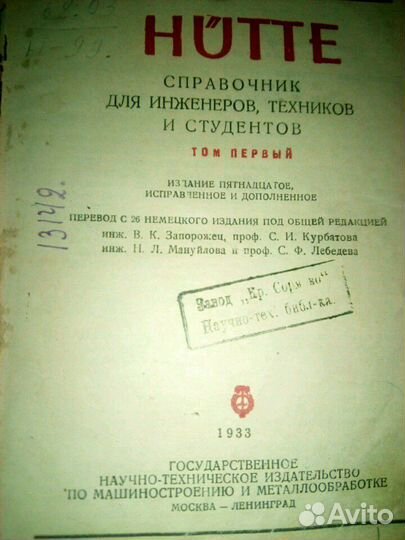 HÜTTE
СПРАВОЧНИК
ДЛЯ ИНЖЕНЕРОВ, ТЕХНИКОВ
И СТУДЕНТОВ
ТОМ ПЕРВЫЙ
ИЗДАНИЕ ПЯТНАДЦАТОЕ,
ИСПРАВЛЕННОЕ И ДОПОЛНЕННОЕ
ПЕРЕВОД С 26 НЕМЕЦКОГО ИЗДАНИЯ ПОД ОБЩЕЙ РЕДАКЦИЕЙ
инж. В. К. Запорожец, проф. С. И. Курбатова
инж. Н. Л. Мануйлова и проф. С. Ф. Лебедева
13142.
Завод „Кр. Сормово"
Научно-тех. библ-ка.
1933
ГОСУДАРСТВЕННОЕ
НАУЧНО-ТЕХНИЧЕСКОЕ ИЗДАТЕЛЬСТВО
ПО МАШИНОСТРОЕНИЮ И МЕТАЛЛООБРАБОТКЕ
МОСКВА — ЛЕНИНГРАД
Avito